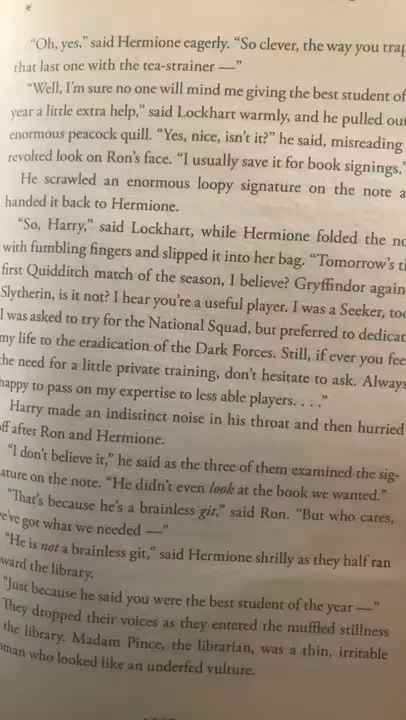 "Oh, yes," said Hermione eagerly. "So clever, the way you trap
that last one with the tea-strainer —"
"Well, I'm sure no one will mind me giving the best student of
year a little extra help," said Lockhart warmly, and he pulled out
enormous peacock quill. "Yes, nice, isn't it?" he said, misreading
revolted look on Ron's face. "I usually save it for book signings."
He scrawled an enormous loopy signature on the note a
handed it back to Hermione.
"So, Harry," said Lockhart, while Hermione folded the no
with fumbling fingers and slipped it into her bag. "Tomorrow's th
first Quidditch match of the season, I believe? Gryffindor again
Slytherin, is it not? I hear you're a useful player. I was a Seeker, too
I was asked to try for the National Squad, but preferred to dedicat
my life to the eradication of the Dark Forces. Still, if ever you fee
the need for a little private training, don't hesitate to ask. Always
happy to pass on my expertise to less able players. . . ."
Harry made an indistinct noise in his throat and then hurried
off after Ron and Hermione.
"I don't believe it," he said as the three of them examined the sig-
ature on the note. "He didn't even look at the book we wanted."
"That's because he's a brainless git," said Ron. "But who cares,
e've got what we needed —"
"He is not a brainless git," said Hermione shrilly as they half ran
ward the library.
"Just because he said you were the best student of the year —"
They dropped their voices as they entered the muffled stillness
the library. Madam Pince, the librarian, was a thin, irritable
oman who looked like an underfed vulture.